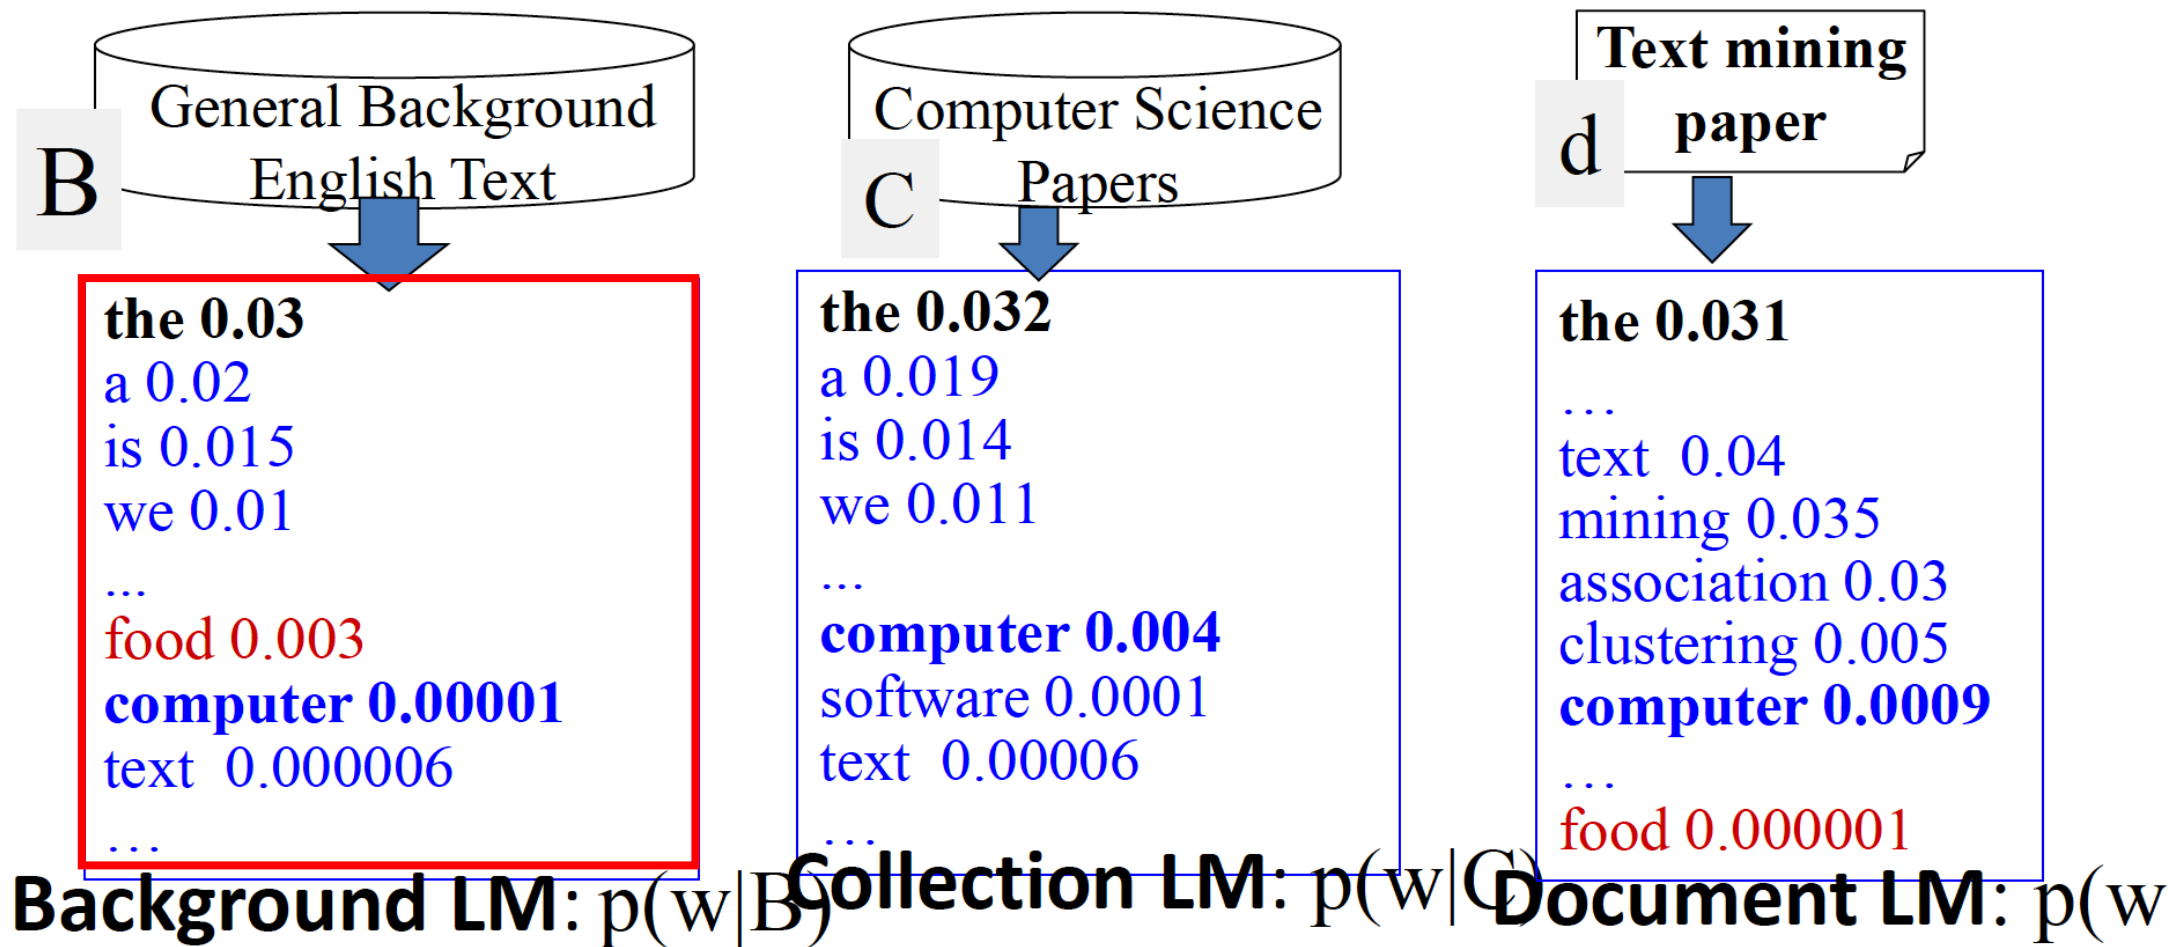 General Background
English Text
B
the 0.03
a 0.02
is 0.015
we 0.01
...
food 0.003
computer 0.00001
text 0.000006
…
Background LM: p(w|B)
Computer Science
Papers
C
the 0.032
a 0.019
is 0.014
we 0.011
...
computer 0.004
software 0.0001
text 0.00006
…
Collection LM: p(w|C)
Text mining
paper
d
the 0.031
…
text 0.04
mining 0.035
association 0.03
clustering 0.005
computer 0.0009
…
food 0.000001
Document LM: p(w